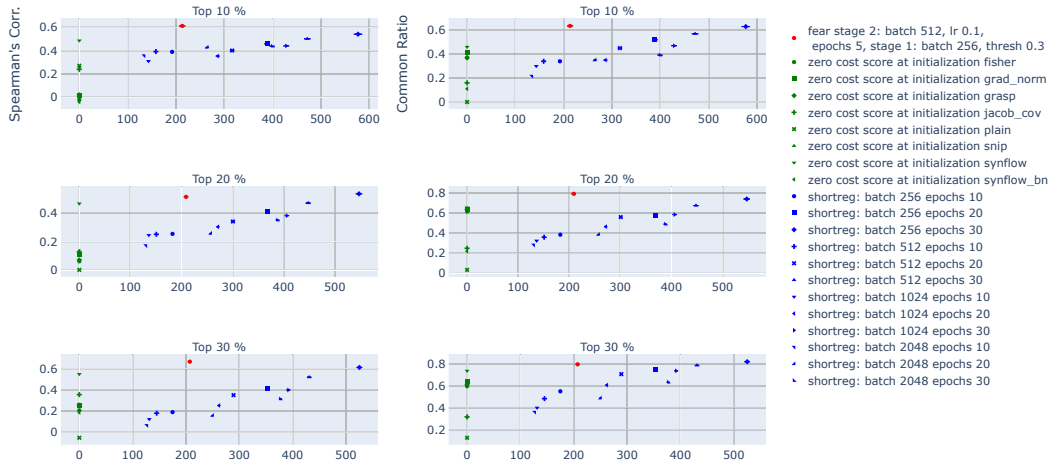 Top 10 %
Spearman's Corr.
0.6
0.4
0.2
0
0 100 200 300 400 500 600
Top 10 %
Common Ratio
0.6
0.4
0.2
0
0 100 200 300 400 500 600
Top 20 %
0.4
0.2
0
0 100 200 300 400 500
Top 20 %
0.8
0.6
0.4
0.2
0
0 100 200 300 400 500
Top 30 %
0.6
0.4
0.2
0
0 100 200 300 400 500
Top 30 %
0.8
0.6
0.4
0.2
0
0 100 200 300 400 500
fear stage 2: batch 512, lr 0.1,
epochs 5, stage 1: batch 256, thresh 0.3
zero cost score at initialization fisher
zero cost score at initialization grad_norm
zero cost score at initialization grasp
zero cost score at initialization jacob_cov
zero cost score at initialization plain
zero cost score at initialization snip
zero cost score at initialization synflow
zero cost score at initialization synflow_bn
shortreg: batch 256 epochs 10
shortreg: batch 256 epochs 20
shortreg: batch 256 epochs 30
shortreg: batch 512 epochs 10
shortreg: batch 512 epochs 20
shortreg: batch 512 epochs 30
shortreg: batch 1024 epochs 10
shortreg: batch 1024 epochs 20
shortreg: batch 1024 epochs 30
shortreg: batch 2048 epochs 10
shortreg: batch 2048 epochs 20
shortreg: batch 2048 epochs 30